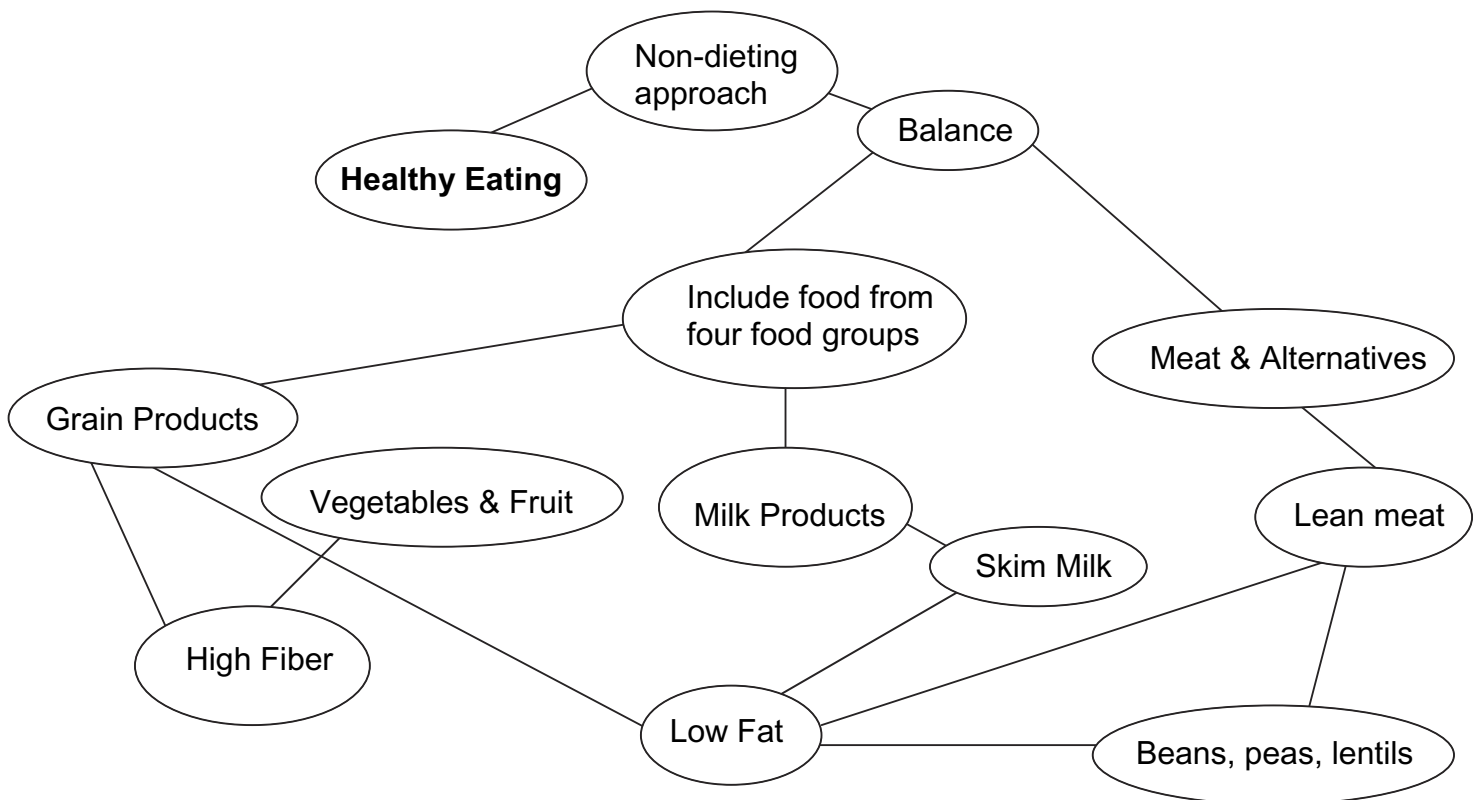 Non-dieting
approach
Balance
Healthy Eating
Include food from
four food groups
Meat & Alternatives
Grain Products
Vegetables & Fruit
Milk Products
Lean meat
Skim Milk
High Fiber
Low Fat
Beans, peas, lentils